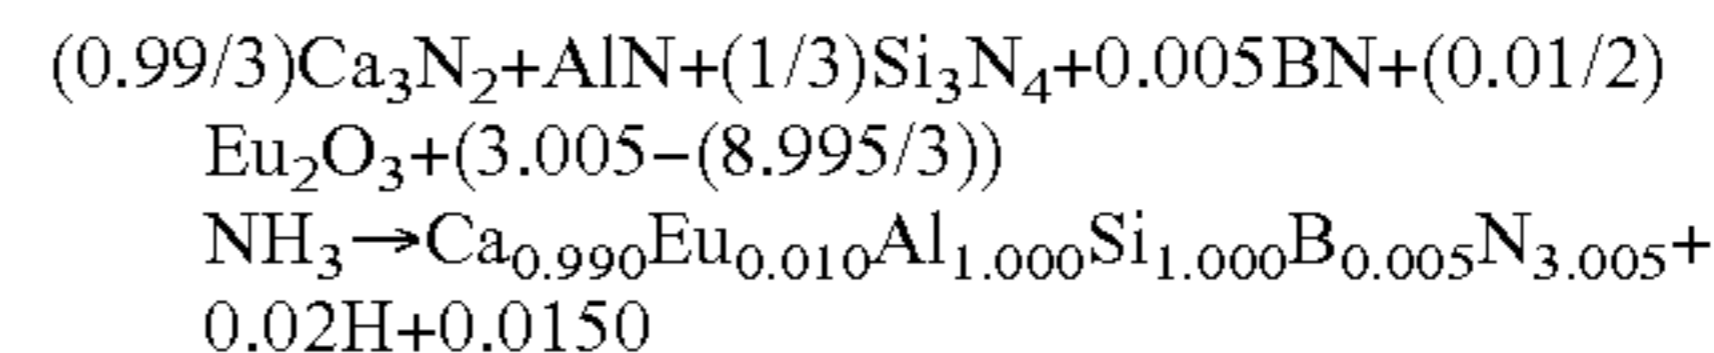 (0.99/3)Ca₃N₂+AlN+(1/3)Si₃N₄+0.005BN+(0.01/2)
Eu₂O₃+(3.005−(8.995/3))
NH₃→Ca₀.₉₉₀Eu₀.₀₁₀Al₁.₀₀₀Si₁.₀₀₀B₀.₀₀₅N₃.₀₀₅+
0.02H+0.0150